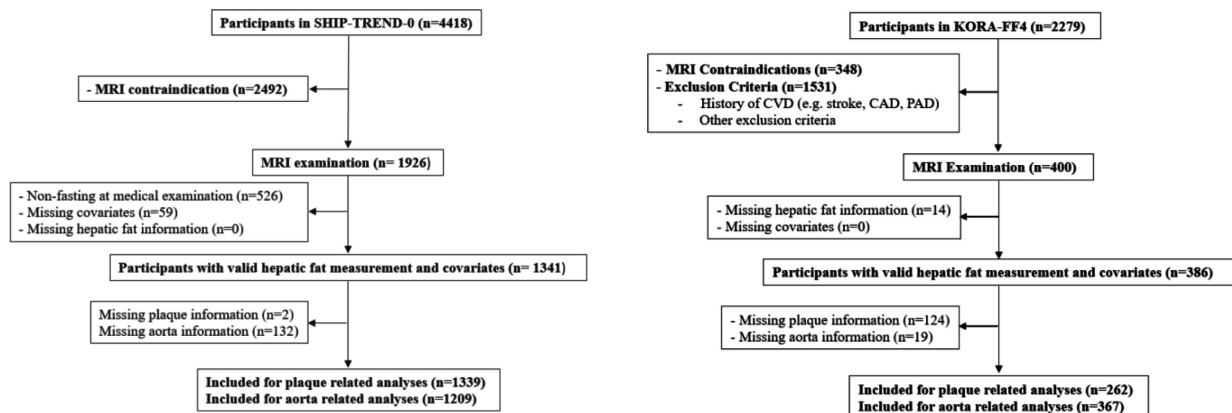 Participants in SHIP-TREND-0 (n=4418)
- MRI contraindication (n=2492)
MRI examination (n= 1926)
- Non-fasting at medical examination (n=526)
- Missing covariates (n=59)
- Missing hepatic fat information (n=0)
Participants with valid hepatic fat measurement and covariates (n= 1341)
Missing plaque information (n=2)
Missing aorta information (n=132)
Included for plaque related analyses (n=1339)
Included for aorta related analyses (n=1209)
Participants in KORA-FF4 (n=2279)
- MRI Contraindications (n=348)
- Exclusion Criteria (n=1531)
- History of CVD (e.g. stroke, CAD, PAD)
- Other exclusion criteria
MRI Examination (n=400)
- Missing hepatic fat information (n=14)
- Missing covariates (n=0)
Participants with valid hepatic fat measurement and covariates (n=386)
- Missing plaque information (n=124)
- Missing aorta information (n=19)
Included for plaque related analyses (n=262)
Included for aorta related analyses (n=367)